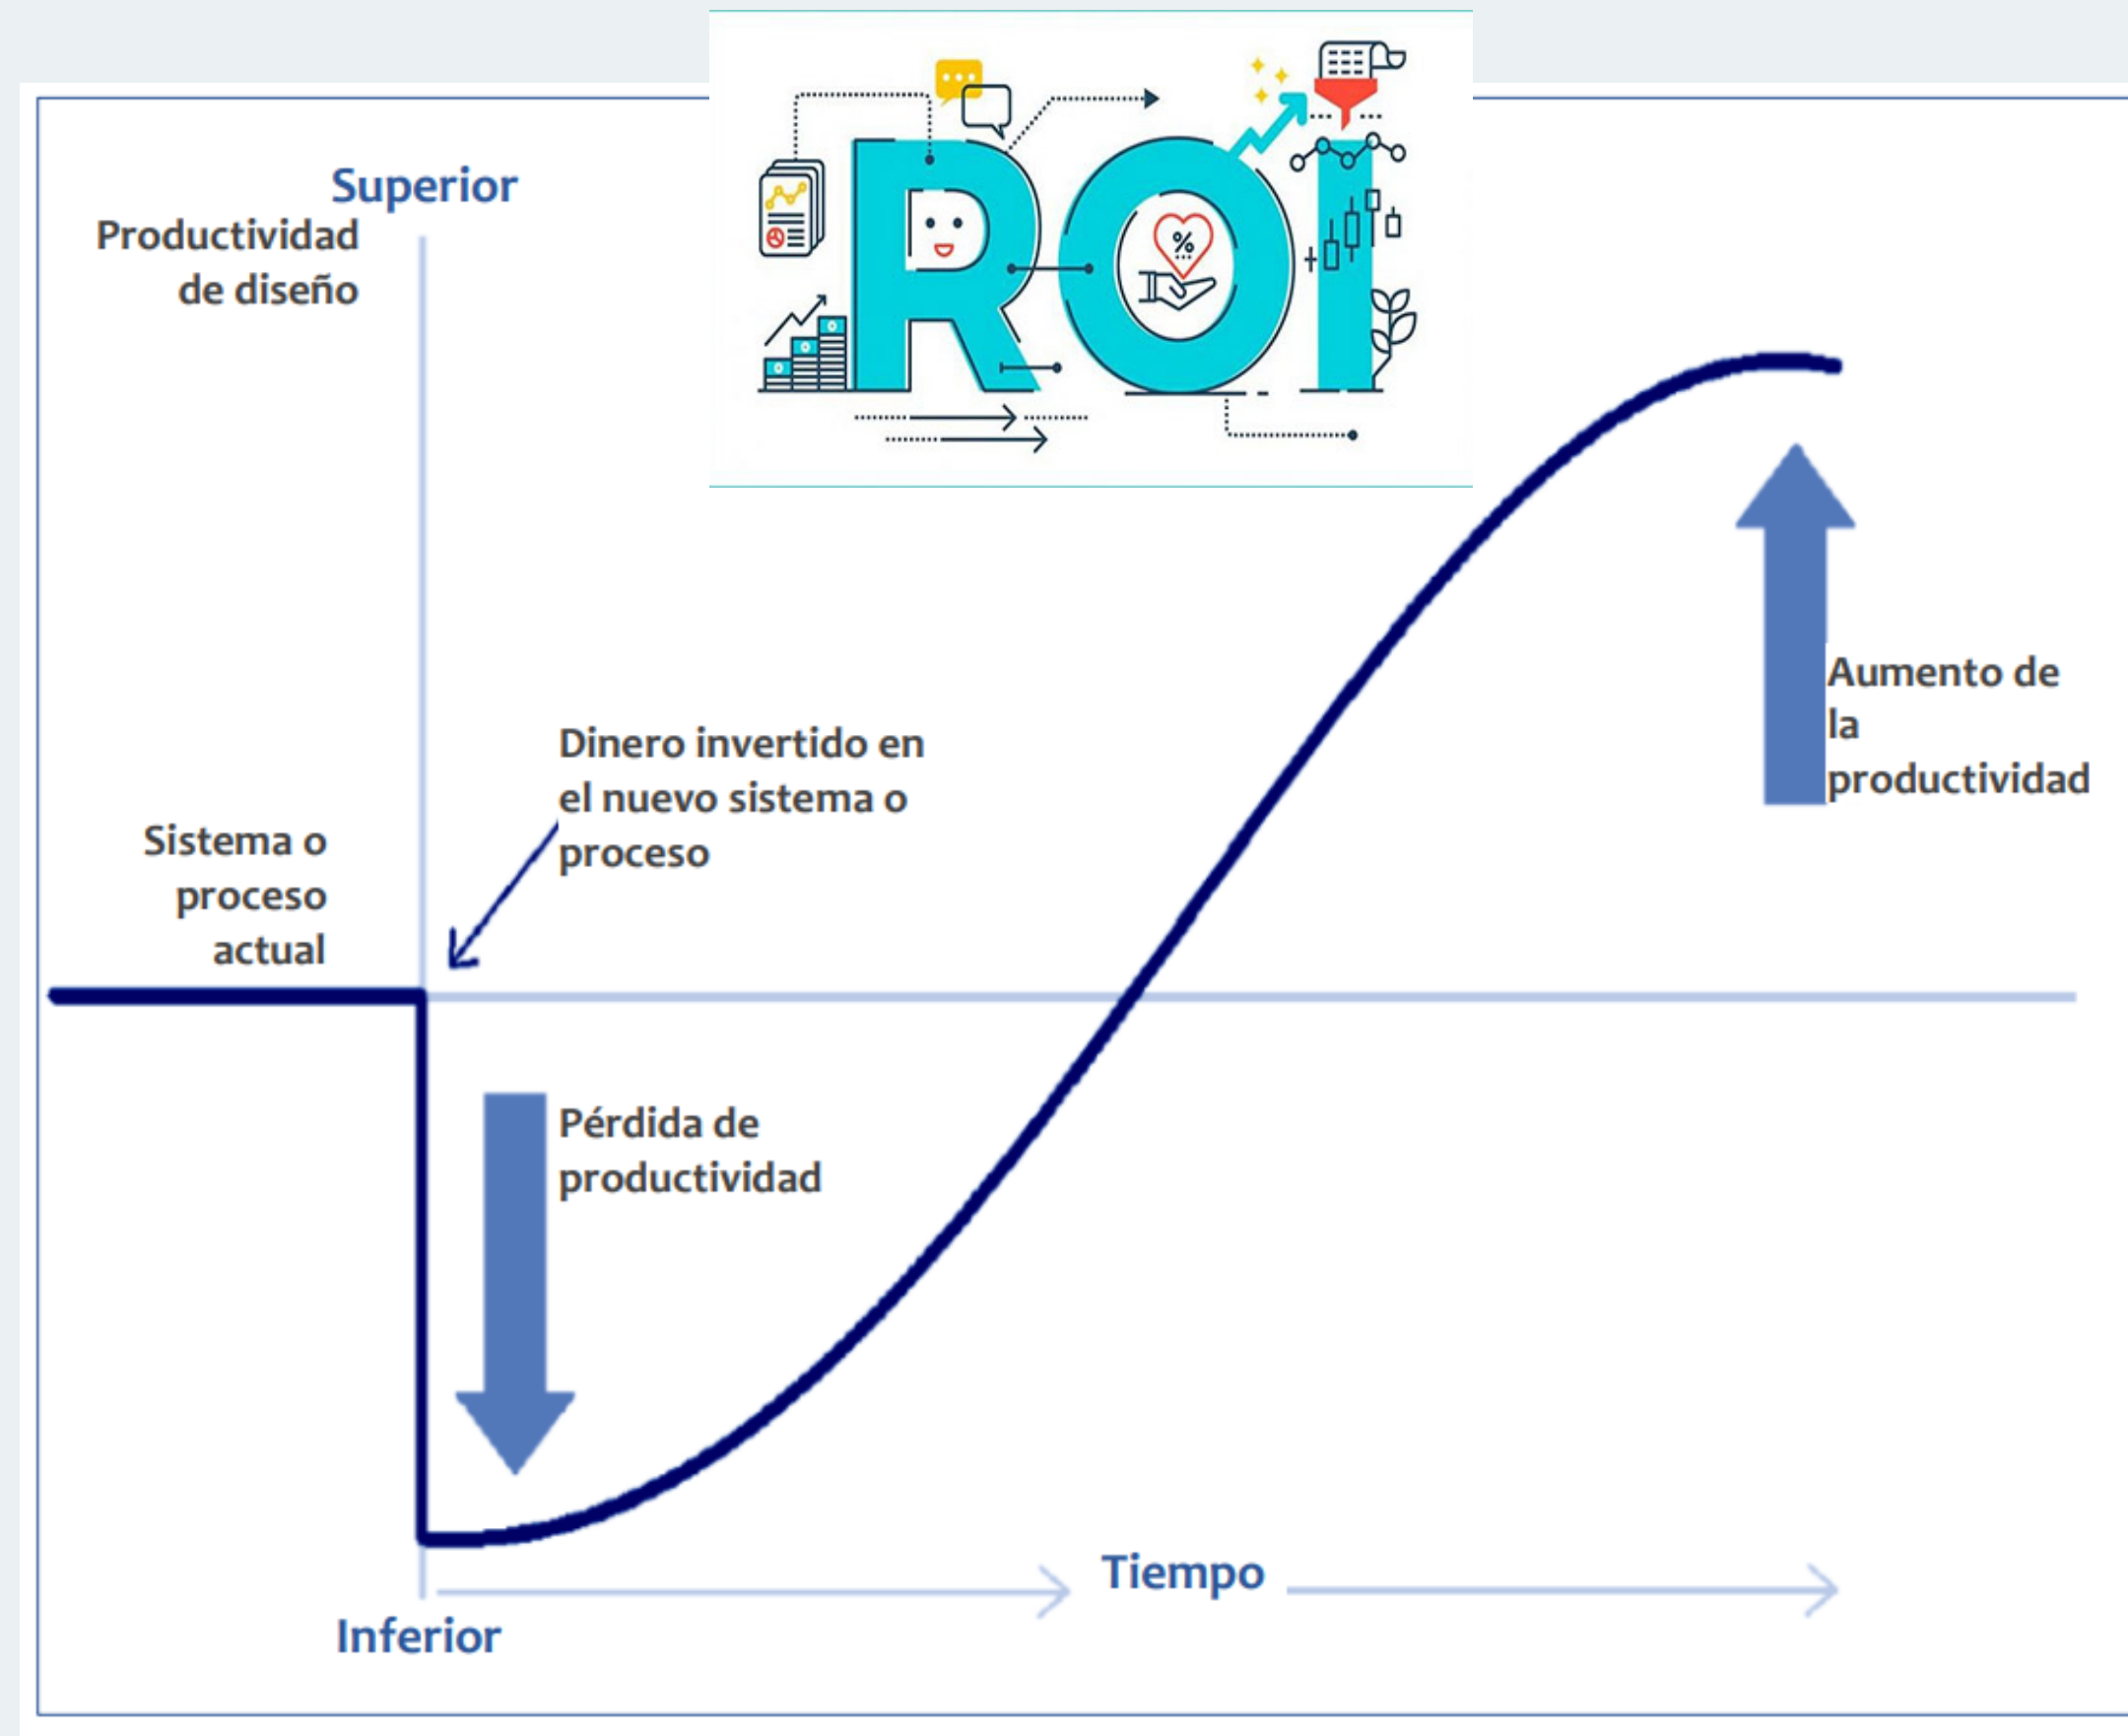 ROI
%
Superior
Productividad
de diseño
Dinero invertido en
el nuevo sistema o
proceso
Aumento de
la
productividad
Sistema o
proceso
actual
Pérdida de
productividad
Tiempo
Inferior